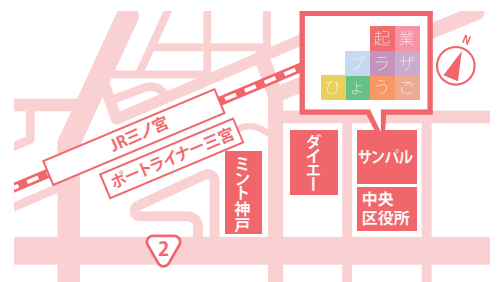 起業
プラザ
ひょうご
N
JR三ノ宮
ポートライナー三宮
ミント神戸
ダイエー
サンパル
中央
区役所
2